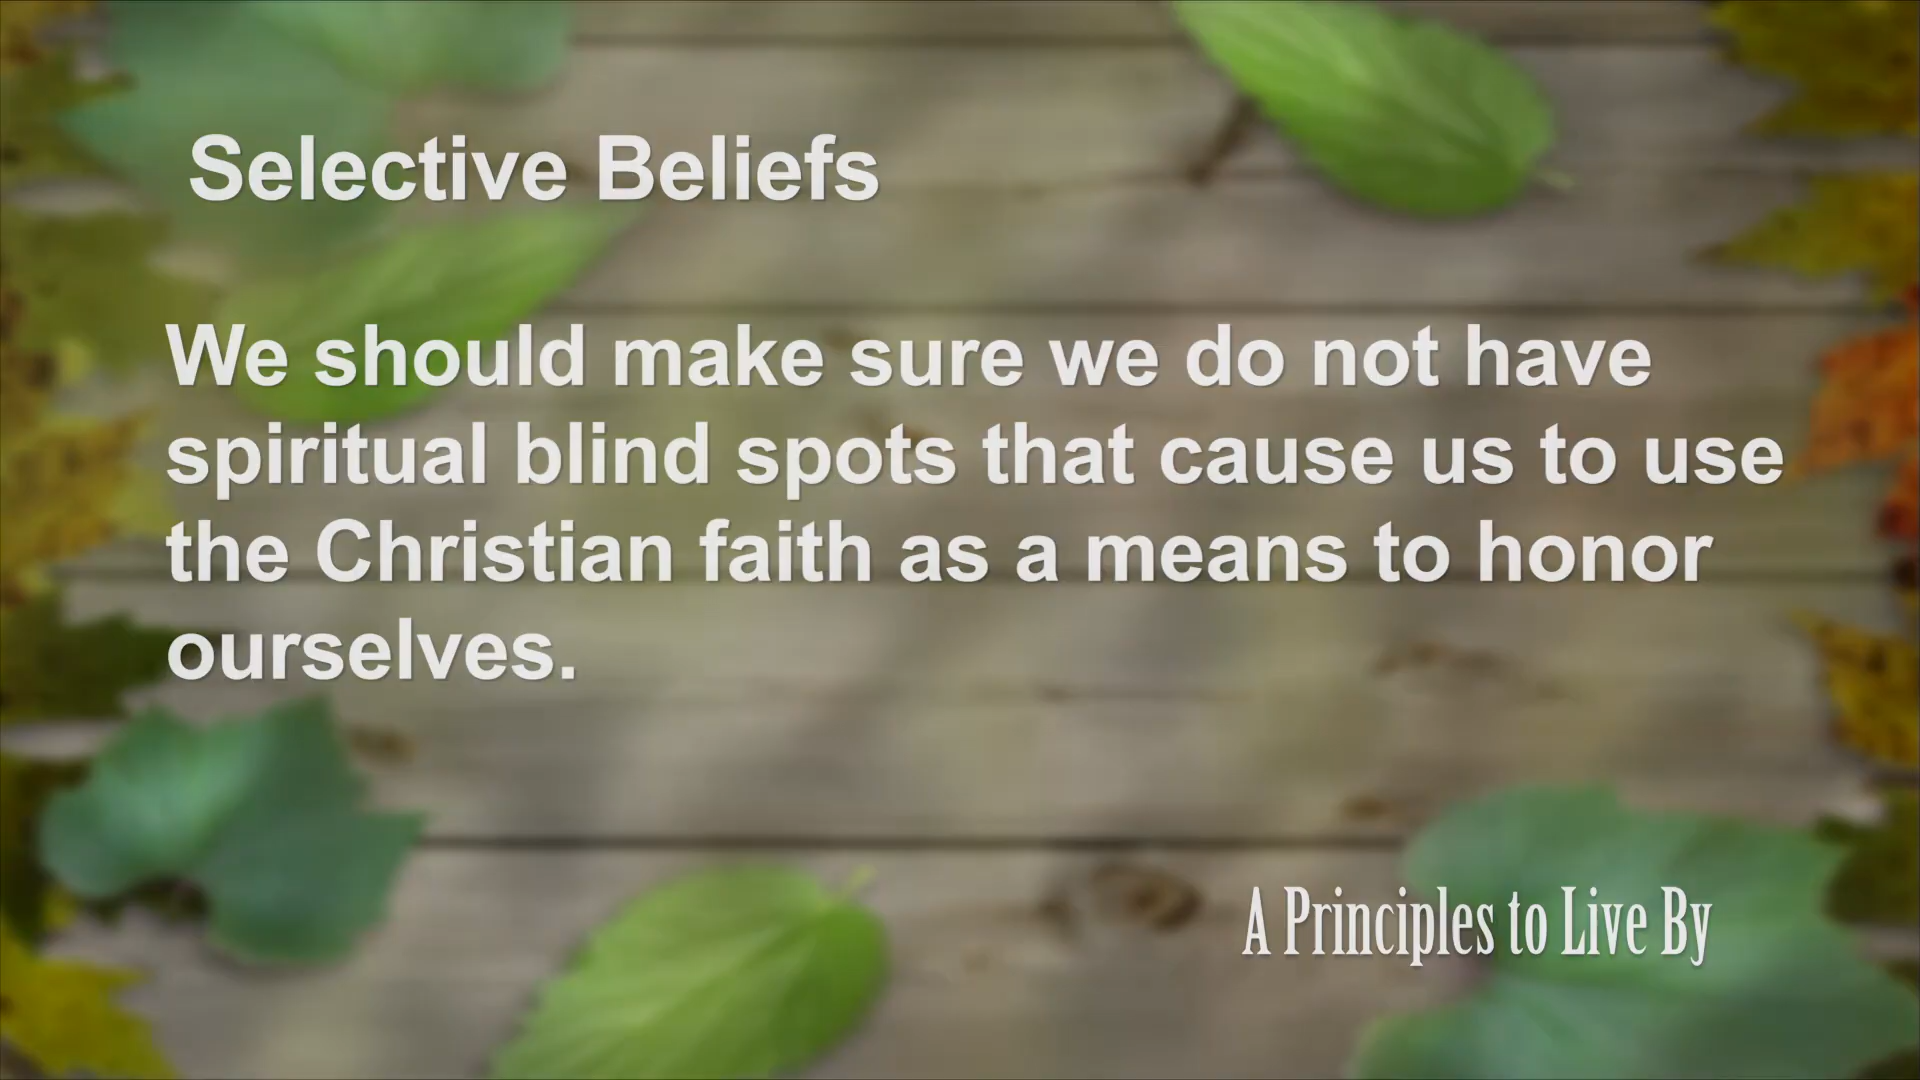 Selective Beliefs
We should make sure we do not have
spiritual blind spots that cause us to use
the Christian faith as a means to honor
ourselves.
A Principles to Live By